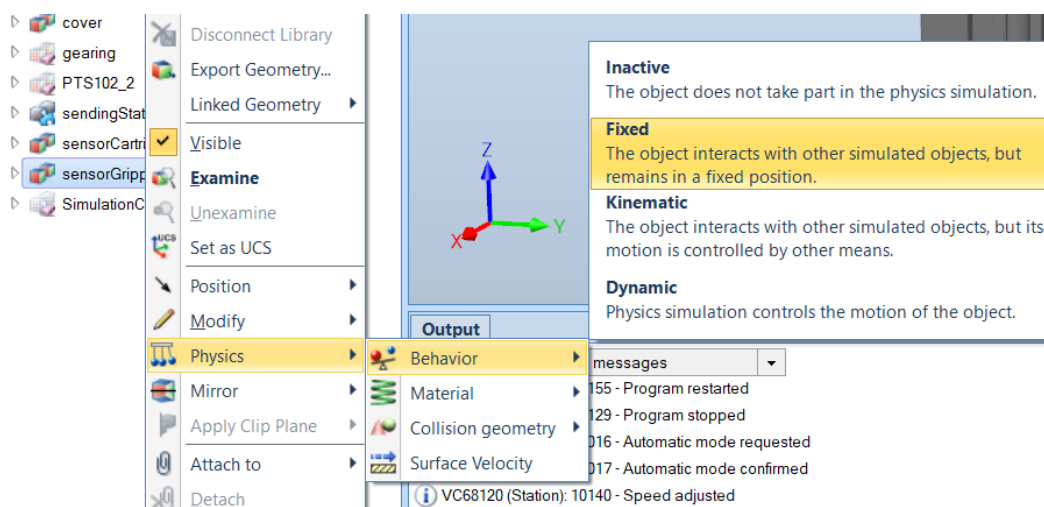 cover
gearing
PTS102_2
sendingStat
sensorCartri
sensorGripp
SimulationC
Disconnect Library
Export Geometry...
Linked Geometry
Visible
Examine
Unexamine
UCS
Set as UCS
Position
Modify
Physics
Mirror
Apply Clip Plane
Attach to
Detach
Behavior
Material
Collision geometry
Surface Velocity
Inactive
The object does not take part in the physics simulation.
Fixed
The object interacts with other simulated objects, but
remains in a fixed position.
Kinematic
The object interacts with other simulated objects, but its
motion is controlled by other means.
Dynamic
Physics simulation controls the motion of the object.
Z
X
Y
Output
messages
155 - Program restarted
129 - Program stopped
016 - Automatic mode requested
017 - Automatic mode confirmed
VC68120 (Station): 10140 - Speed adjusted